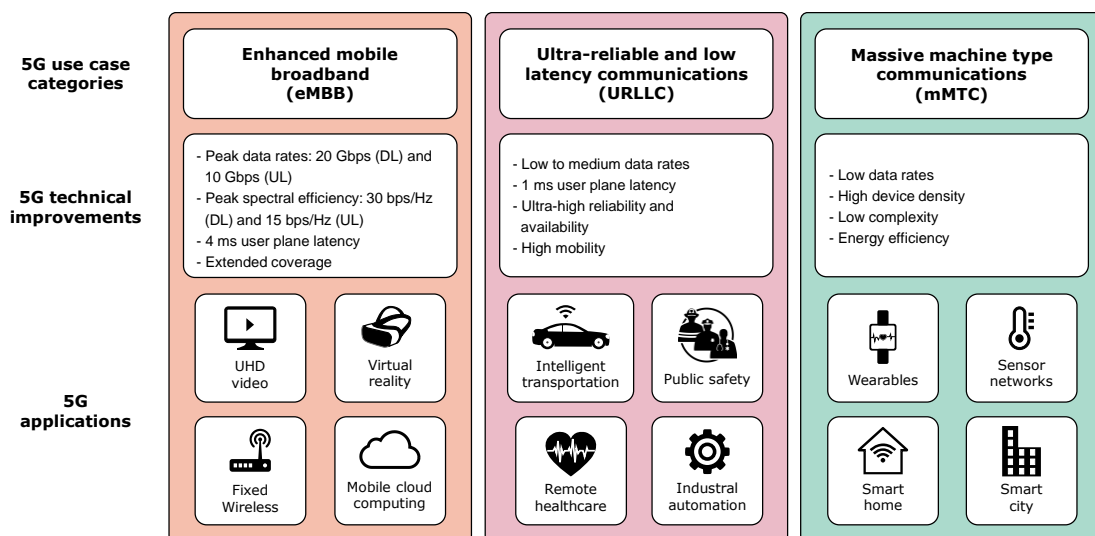 5G use case
categories
Enhanced mobile
broadband
(eMBB)
Ultra-reliable and low
latency communications
(URLLC)
Massive machine type
communications
(mMTC)
5G technical
improvements
- Peak data rates: 20 Gbps (DL) and
10 Gbps (UL)
- Peak spectral efficiency: 30 bps/Hz
(DL) and 15 bps/Hz (UL)
- 4 ms user plane latency
- Extended coverage
- Low to medium data rates
- 1 ms user plane latency
- Ultra-high reliability and
availability
- High mobility
- Low data rates
- High device density
- Low complexity
- Energy efficiency
5G
applications
UHD
video
Virtual
reality
Intelligent
transportation
Public safety
Wearables
Sensor
networks
Fixed
Wireless
Mobile cloud
computing
Remote
healthcare
Industral
automation
Smart
home
Smart
city